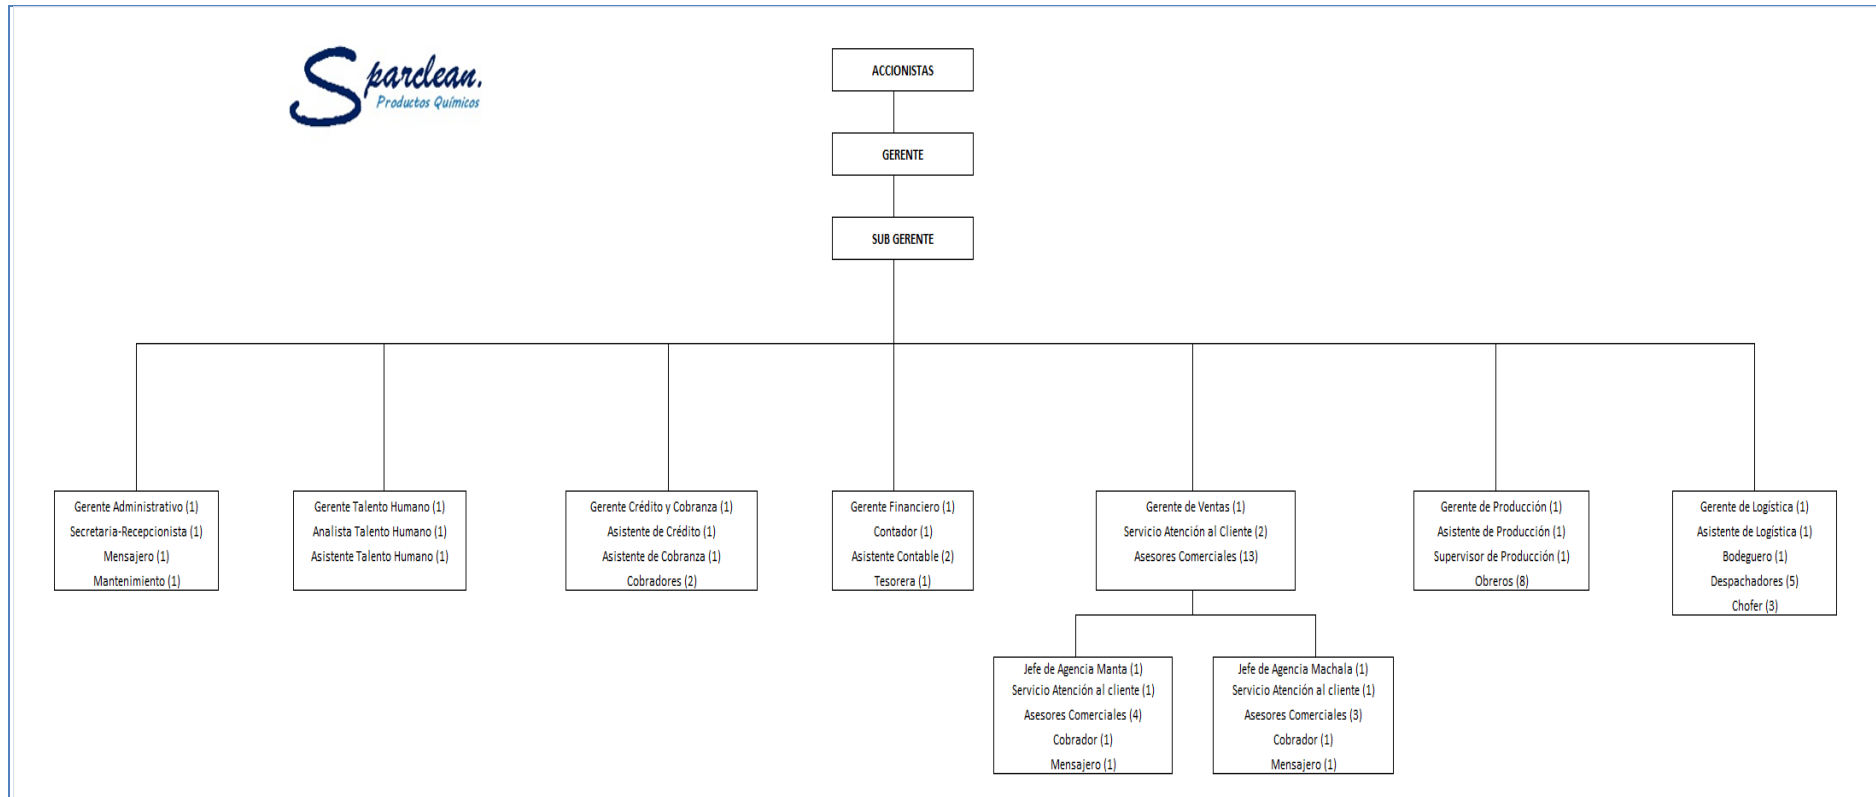 Sparclean.
Productos Químicos
ACCIONISTAS
GERENTE
SUB GERENTE
Gerente Administrativo (1)
Secretaria-Recepcionista (1)
Mensajero (1)
Mantenimiento (1)
Gerente Talento Humano (1)
Analista Talento Humano (1)
Asistente Talento Humano (1)
Gerente Crédito y Cobranza (1)
Asistente de Crédito (1)
Asistente de Cobranza (1)
Cobradores (2)
Gerente Financiero (1)
Contador (1)
Asistente Contable (2)
Tesorera (1)
Gerente de Ventas (1)
Servicio Atención al Cliente (2)
Asesores Comerciales (13)
Jefe de Agencia Manta (1)
Servicio Atención al cliente (1)
Asesores Comerciales (4)
Cobrador (1)
Mensajero (1)
Jefe de Agencia Machala (1)
Servicio Atención al cliente (1)
Asesores Comerciales (3)
Cobrador (1)
Mensajero (1)
Gerente de Producción (1)
Asistente de Producción (1)
Supervisor de Producción (1)
Obreros (8)
Gerente de Logística (1)
Asistente de Logística (1)
Bodeguero (1)
Despachadores (5)
Chofer (3)